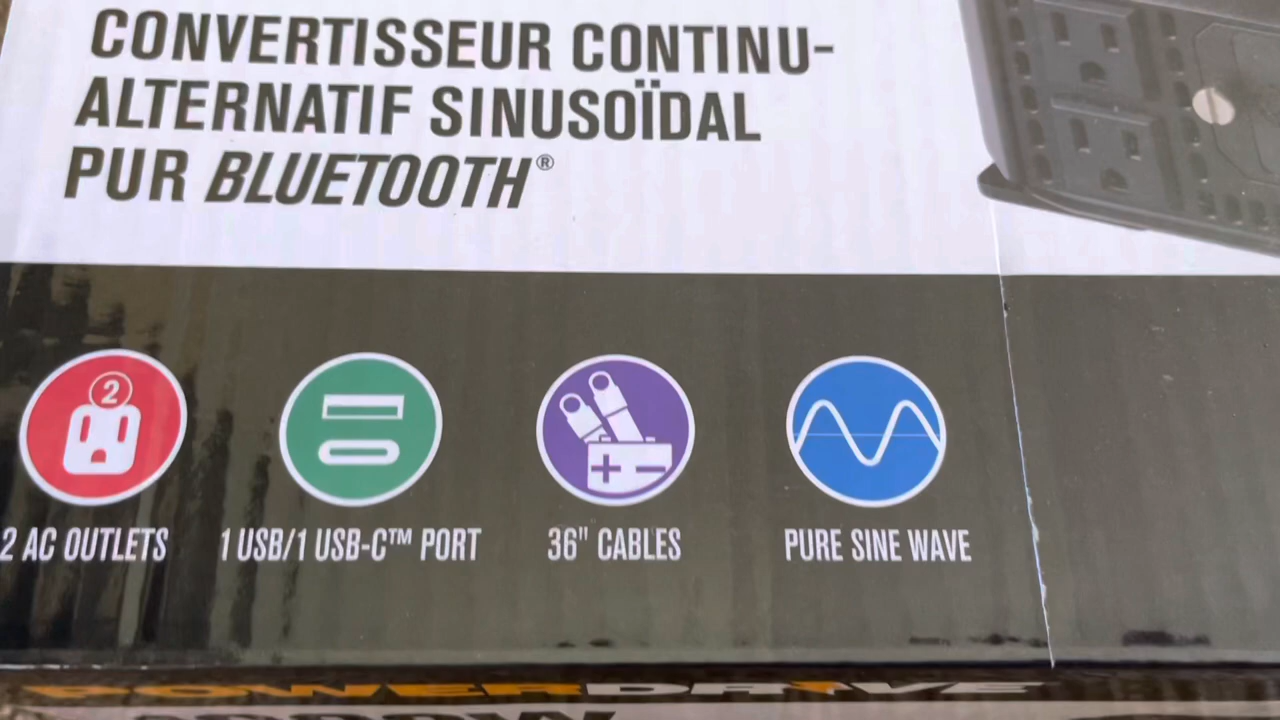 CONVERTISSEUR CONTINU-
ALTERNATIF SINUSOÏDAL
PUR BLUETOOTH®
2
2 AC OUTLETS
1 USB/1 USB-C™ PORT
+ -
36" CABLES
PURE SINE WAVE
POWERDRIVE